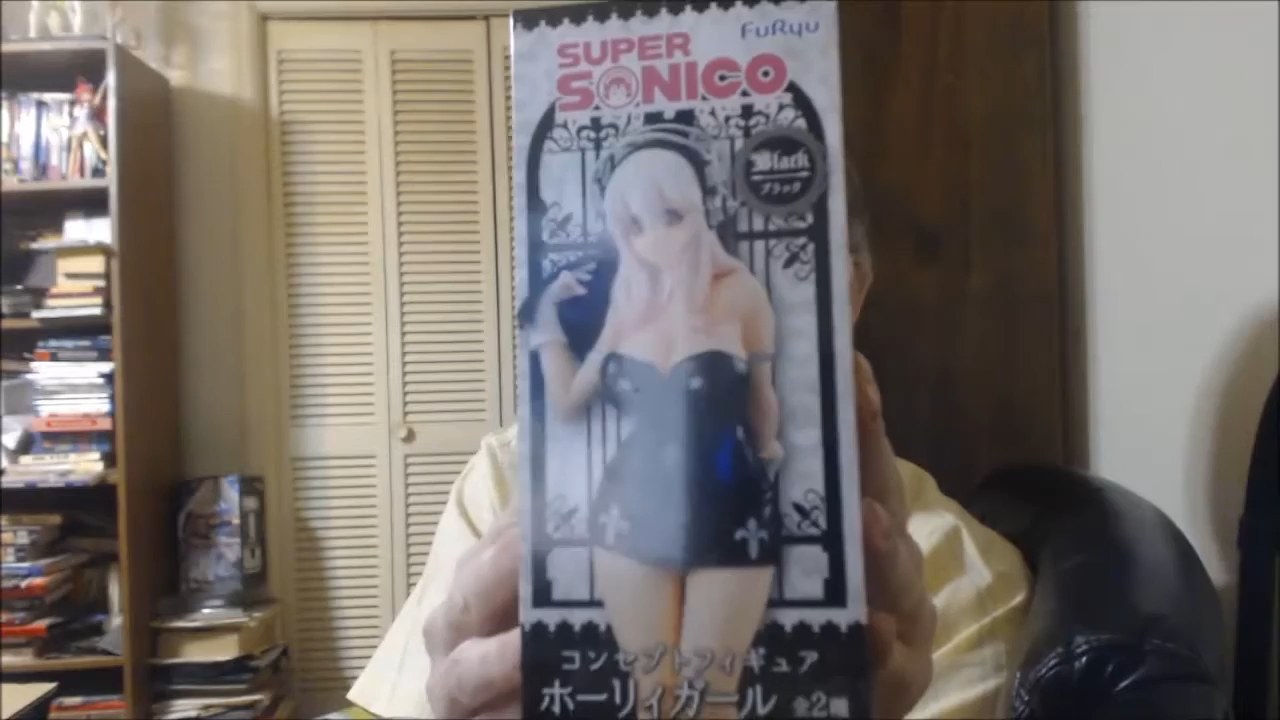 FuRyu
SUPER
SONICO
Black
ブラック
コンセプトフィギュア
ホーリィガール 全2種